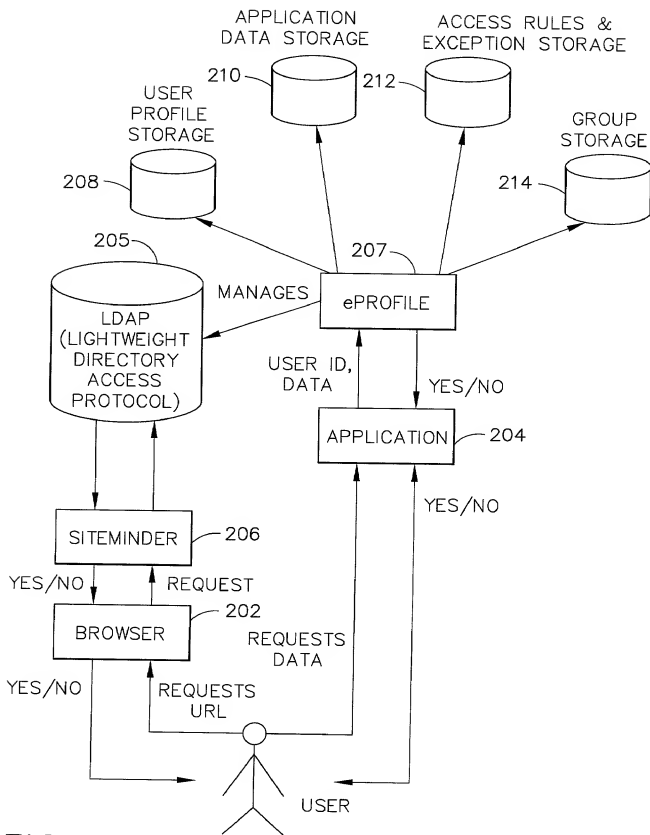 APPLICATION
DATA STORAGE
210
ACCESS RULES &
EXCEPTION STORAGE
212
USER
PROFILE
STORAGE
208
GROUP
STORAGE
214
205
207
MANAGES
ePROFILE
LDAP
(LIGHTWEIGHT
DIRECTORY
ACCESS
PROTOCOL)
USER ID,
DATA
YES/NO
APPLICATION
204
YES/NO
SITEMINDER
206
YES/NO
REQUEST
202
BROWSER
REQUESTS
DATA
YES/NO
REQUESTS
URL
USER